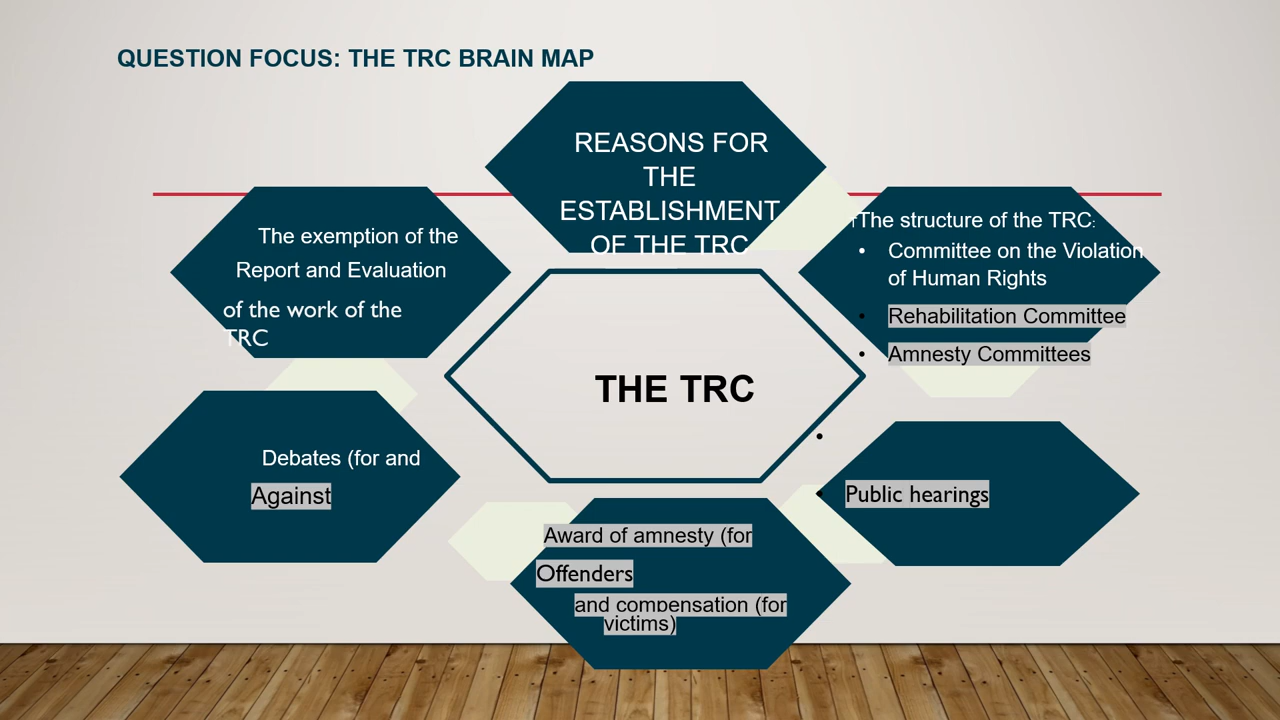 QUESTION FOCUS: THE TRC BRAIN MAP
REASONS FOR
THE
ESTABLISHMENT
OF THE TRC
The exemption of the
Report and Evaluation
of the work of the
TRC
The structure of the TRC:
• Committee on the Violation
of Human Rights
• Rehabilitation Committee
• Amnesty Committees
THE TRC
•
Debates (for and
Against
• Public hearings
Award of amnesty (for
Offenders
and compensation (for
victims)